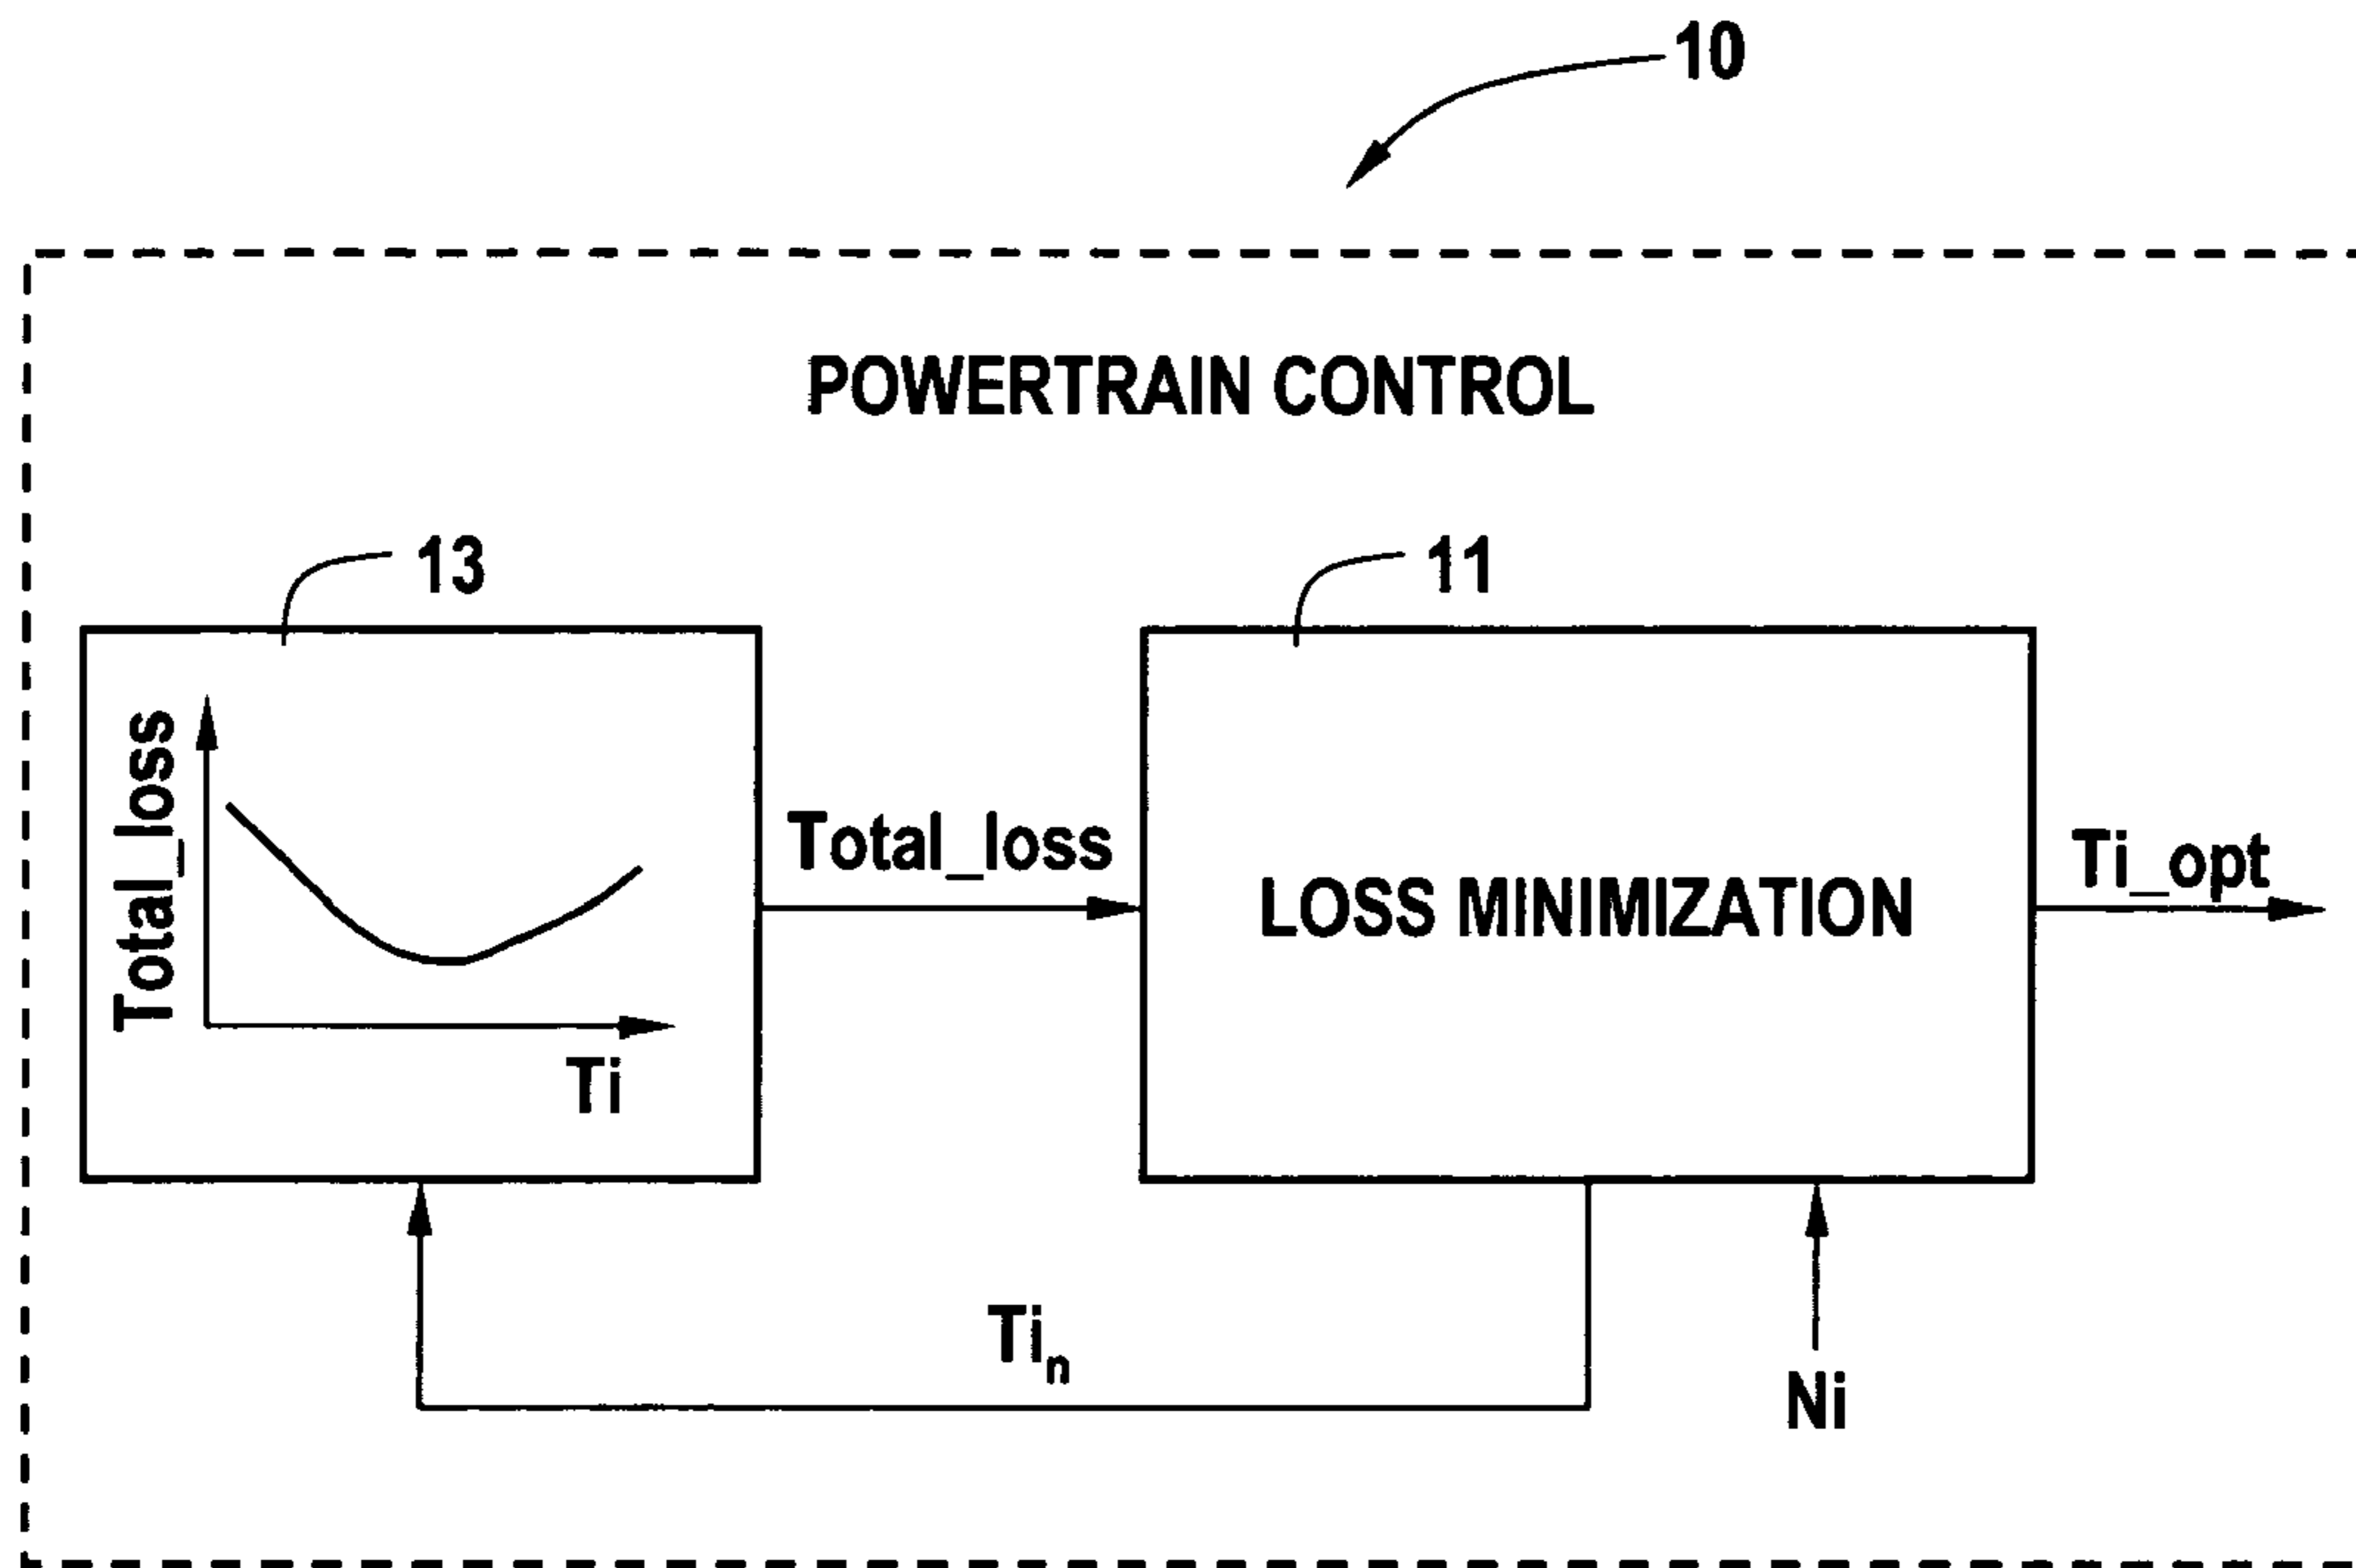 10
POWERTRAIN CONTROL
13
11
Total_loss
Ti
Total_loss
LOSS MINIMIZATION
Ti_opt
Tin
Ni